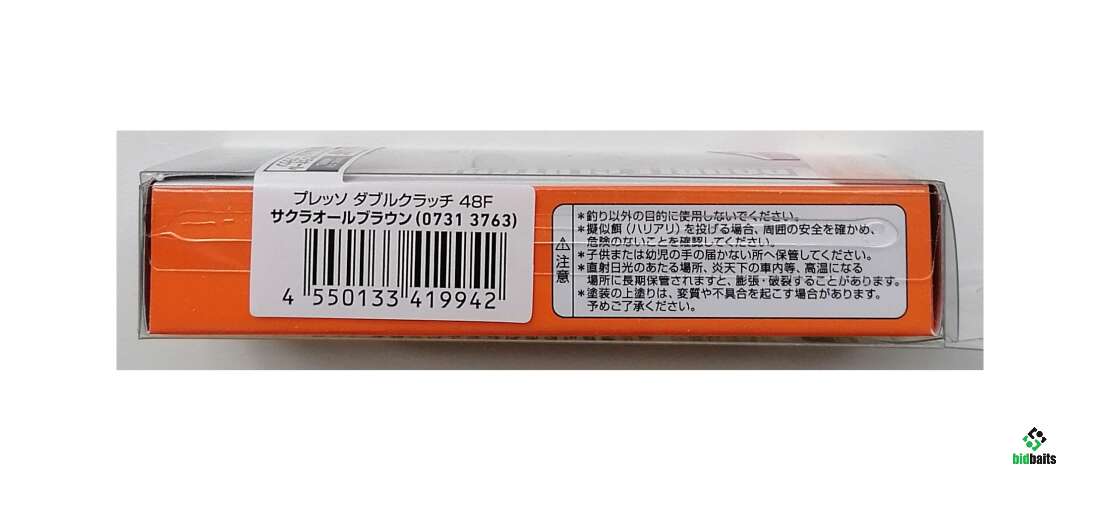 プレッソ ダブルクラッチ 48F
サクラオールブラウン(0731 3763)
4 550133 419942
⚠注意
*釣り以外の目的に使用しないでください。
*擬似餌(ハリアリ)を投げる場合、周囲の安全を確かめ、
危険のないことを確認してください。
*子供または幼児の手の届かない所へ保管してください。
*直射日光のあたる場所、炎天下の車内等、高温になる
場所に長期保管されますと、膨張・破裂することがあります。
*塗装の上塗りは、変質や不具合を起こす場合があります。
予めご了承ください。
bidbaits